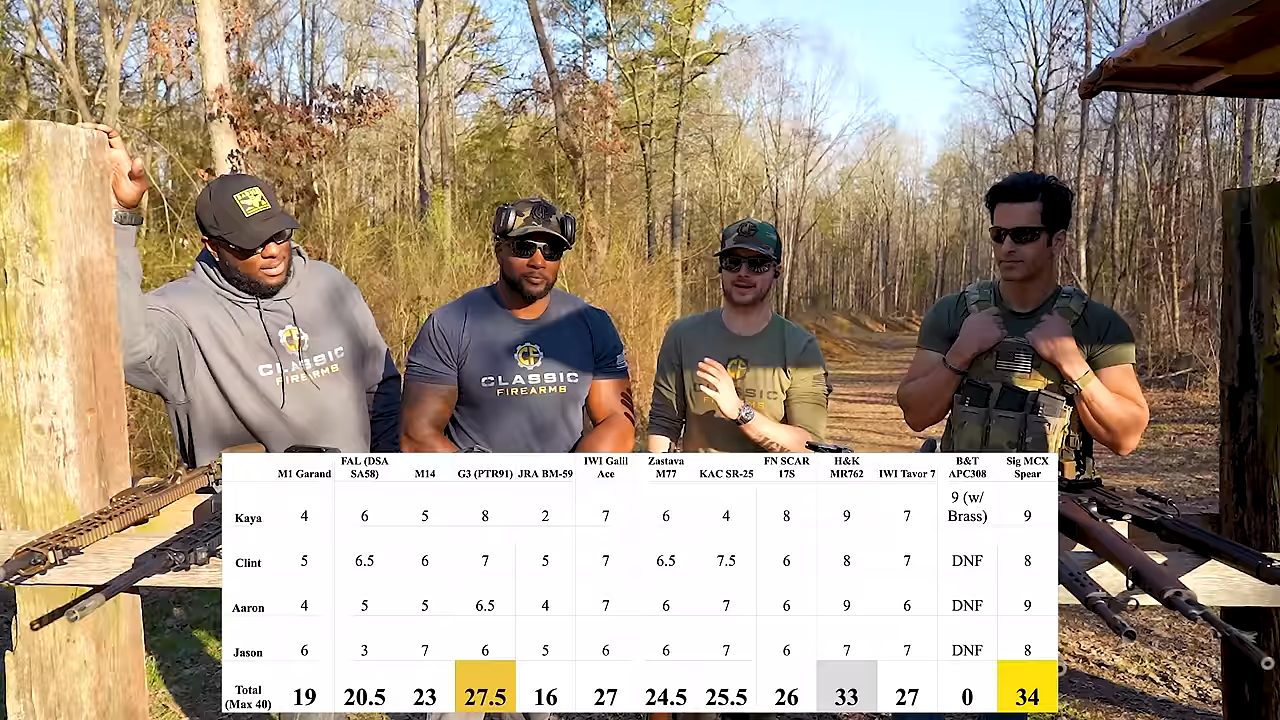 CLASSIC
FIREARMS
CLASSIC
FIREARMS
M1 Garand FAL (DSA SA58) M14 G3 (PTR91) JRA BM-59 IWI Galil Ace Zastava M77 KAC SR-25 FN SCAR 17S H&K MR762 IWI Tavor 7 B&T APC308 Sig MCX Spear
Kaya 4 6 5 8 2 7 6 4 8 9 7 9 (w/ Brass) 9
Clint 5 6.5 6 7 5 7 6.5 7.5 6 8 7 DNF 8
Aaron 4 5 5 6.5 4 7 6 7 6 9 6 DNF 9
Jason 6 3 7 6 5 6 6 7 6 7 7 DNF 8
Total (Max 40) 19 20.5 23 27.5 16 27 24.5 25.5 26 33 27 0 34